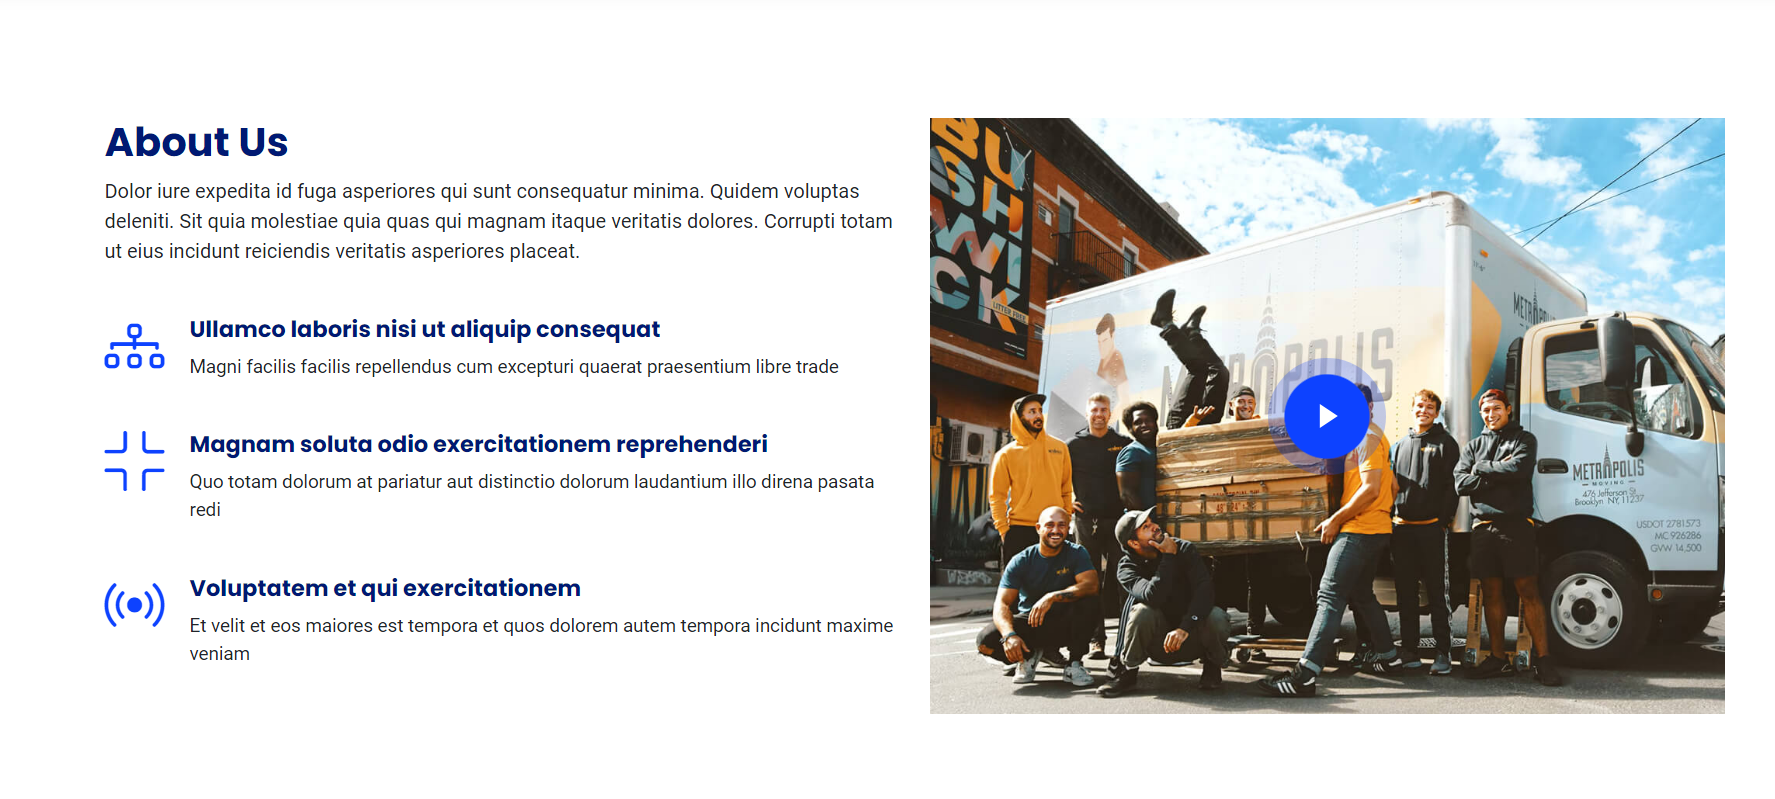 About Us
Dolor iure expedita id fuga asperiores qui sunt consequatur minima. Quidem voluptas
deleniti. Sit quia molestiae quia quas qui magnam itaque veritatis dolores. Corrupti totam
ut eius incidunt reiciendis veritatis asperiores placeat.
Ullamco laboris nisi ut aliquip consequat
Magni facilis facilis repellendus cum excepturi quaerat praesentium libre trade
Magnam soluta odio exercitationem reprehenderi
Quo totam dolorum at pariatur aut distinctio dolorum laudantium illo direna pasata
redi
Voluptatem et qui exercitationem
Et velit et eos maiores est tempora et quos dolorem autem tempora incidunt maxime
veniam
BU
SH
WI
CK
METROPOLIS
METROPOLIS
MOVING
476 Jefferson St
Brooklyn NY, 11237
USDOT 2781573
MC 926286
GVW 14,500